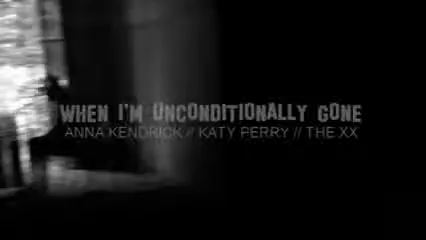 WHEN I'M UNCONDITIONALLY GONE
ANNA KENDRICK // KATY PERRY // THE XX